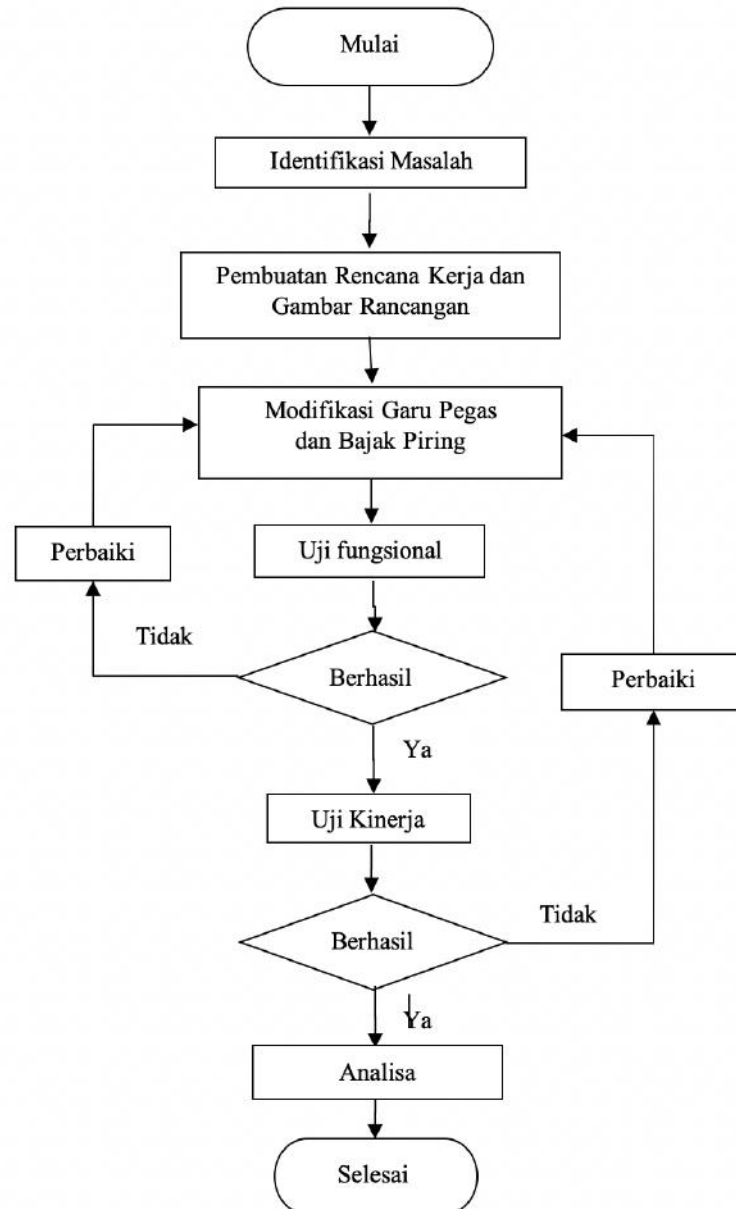 Mulai
Identifikasi Masalah
Pembuatan Rencana Kerja dan
Gambar Rancangan
Modifikasi Garu Pegas
dan Bajak Piring
Perbaiki
Uji fungsional
Tidak
Berhasil
Perbaiki
Ya
Uji Kinerja
Tidak
Berhasil
Ya
Analisa
Selesai